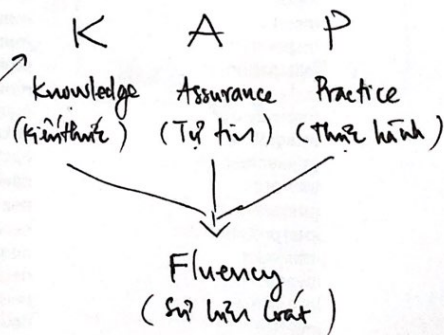 K A P
Knowledge Assurance Practice
(Kiến thức) (Tự tin) (Thực hành)
Fluency
(Sự lưu loát)